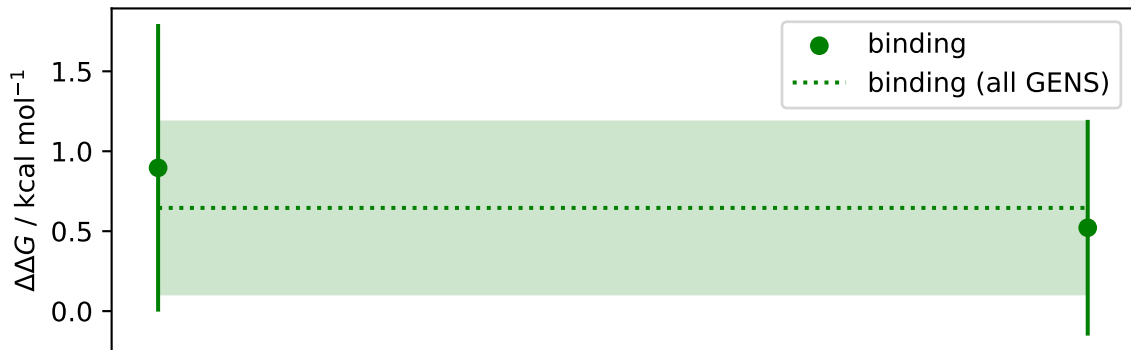 ΔΔG / kcal mol⁻¹
1.5
1.0
0.5
0.0
binding
binding (all GENS)